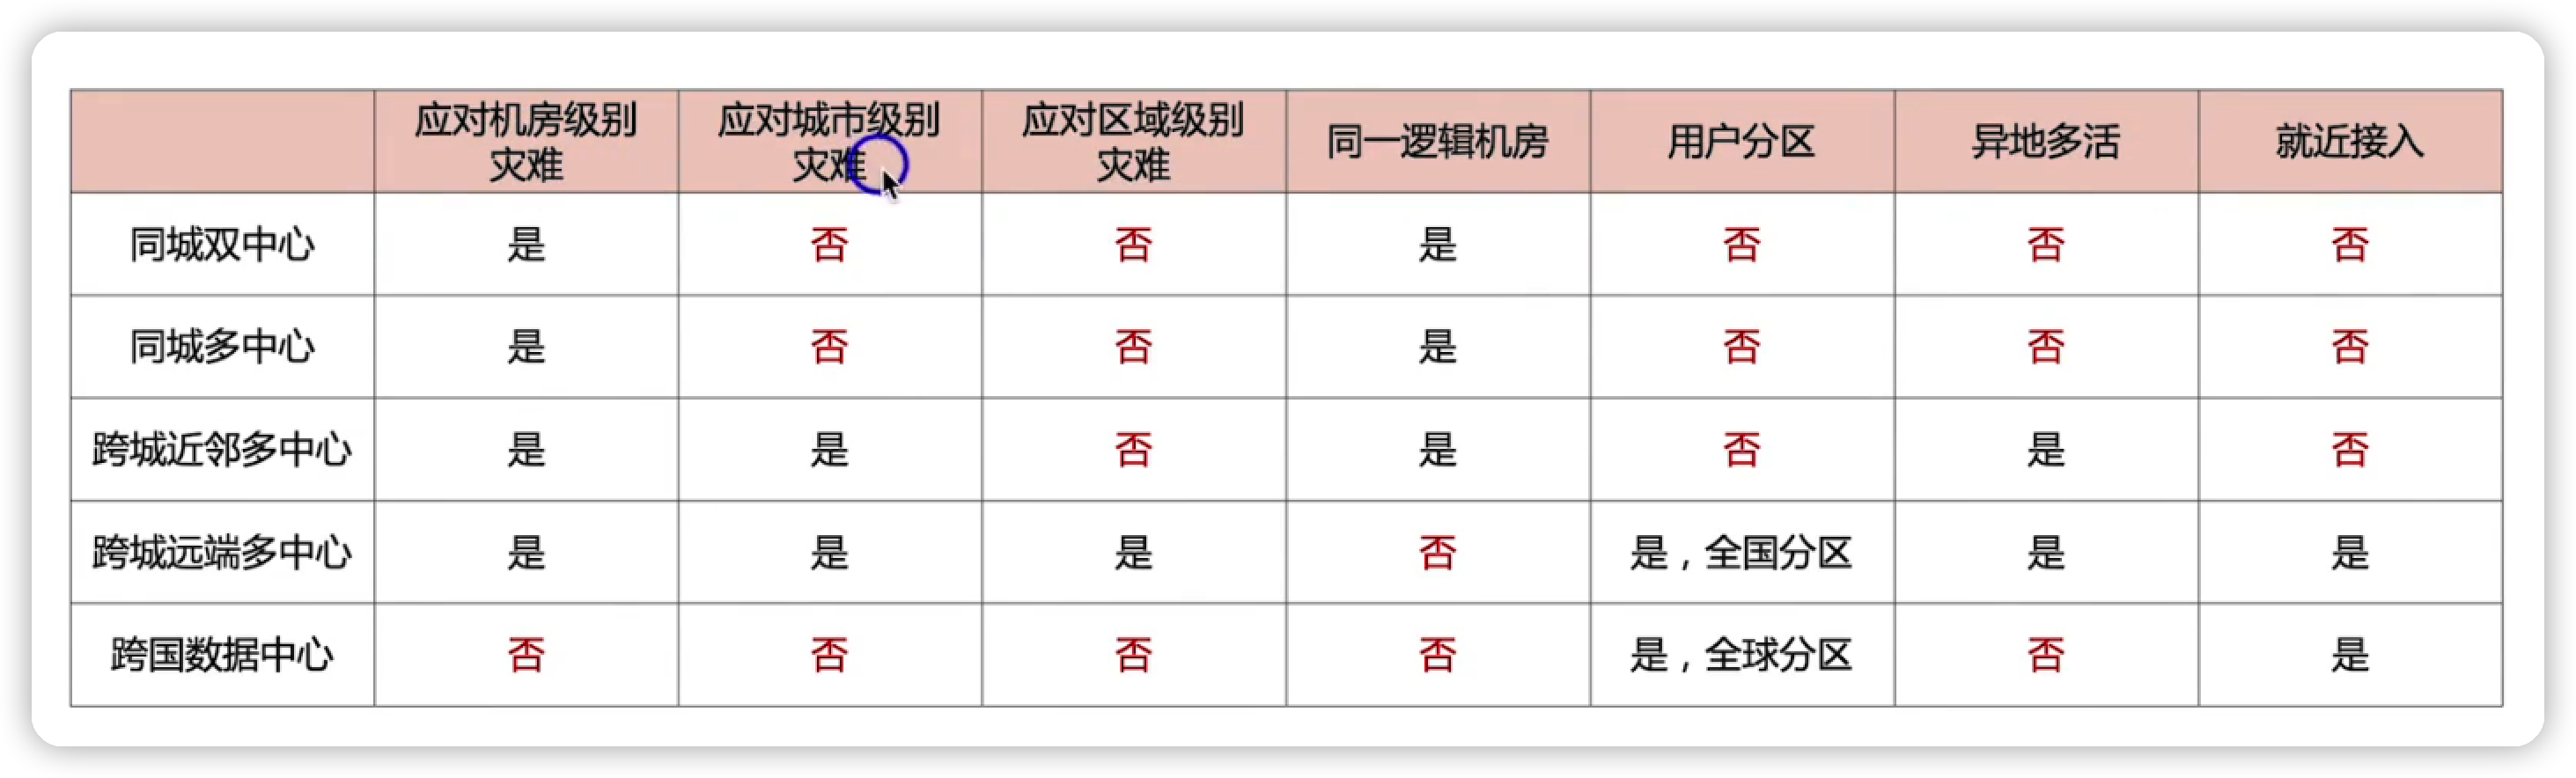 应对机房级别灾难 应对城市级别灾难 应对区域级别灾难 同一逻辑机房 用户分区 异地多活 就近接入
同城双中心 是 否 否 是 否 否 否
同城多中心 是 否 否 是 否 否 否
跨城近邻多中心 是 是 否 是 否 是 否
跨城远端多中心 是 是 是 否 是，全国分区 是 是
跨国数据中心 否 否 否 否 是，全球分区 否 是